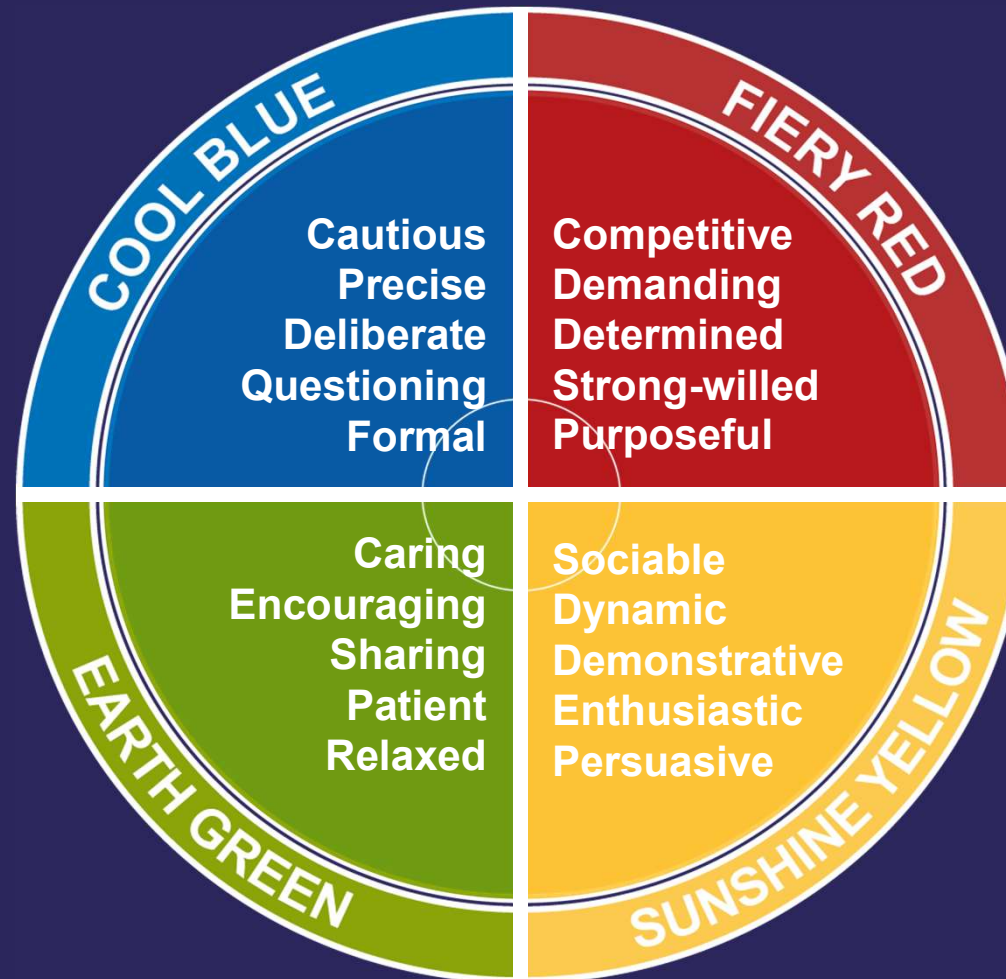 COOL BLUE
Cautious
Precise
Deliberate
Questioning
Formal
FIERY RED
Competitive
Demanding
Determined
Strong-willed
Purposeful
EARTH GREEN
Caring
Encouraging
Sharing
Patient
Relaxed
SUNSHINE YELLOW
Sociable
Dynamic
Demonstrative
Enthusiastic
Persuasive